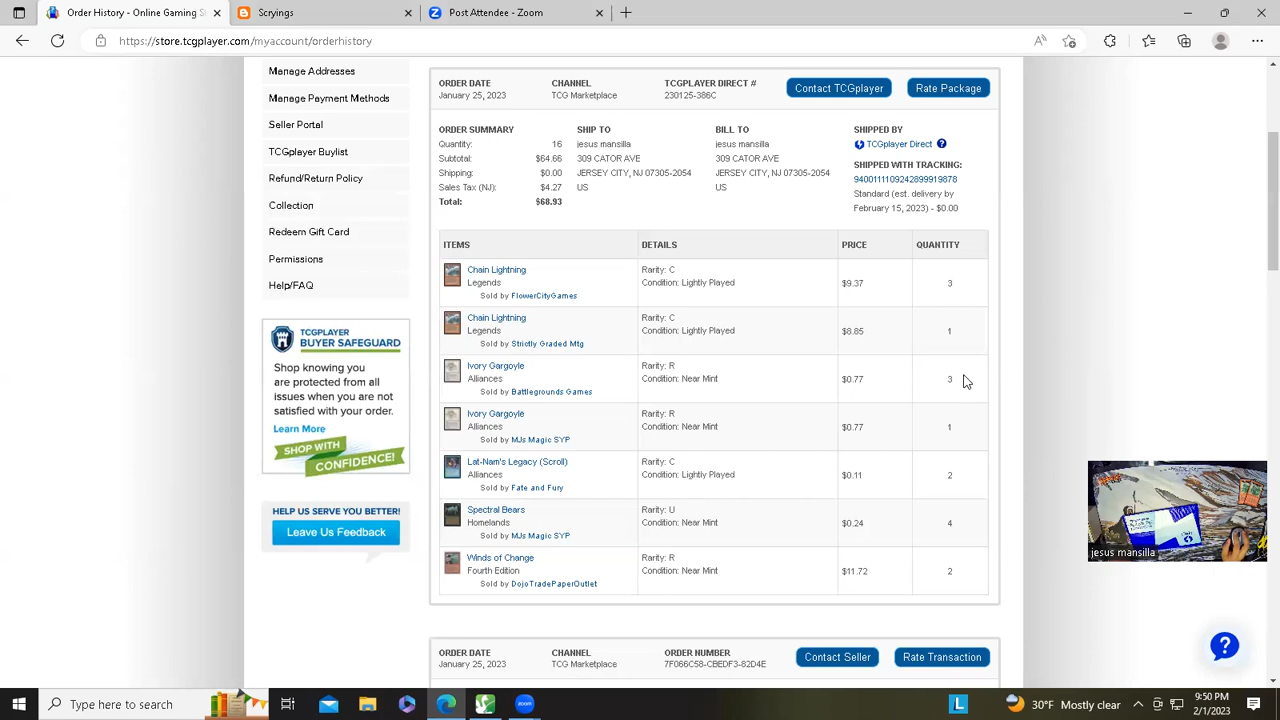 Order History - Online Gaming S
Scryings
Post Attendee - Zoom
https://store.tcgplayer.com/myaccount/orderhistory
Manage Addresses
Manage Payment Methods
Seller Portal
TCGplayer Buylist
Refund/Return Policy
Collection
Redeem Gift Card
Permissions
Help/FAQ
TCGPLAYER
BUYER SAFEGUARD
Shop knowing you
are protected from all
issues when you are not
satisfied with your order.
Learn More
SHOP WITH
CONFIDENCE!
HELP US SERVE YOU BETTER!
Leave Us Feedback
ORDER DATE CHANNEL TCGPLAYER DIRECT #
January 25, 2023 TCG Marketplace 230125-386C
Contact TCGplayer Rate Package
ORDER SUMMARY SHIP TO BILL TO SHIPPED BY
Quantity: 16 jesus mansilla jesus mansilla TCGplayer Direct ?
Subtotal: $64.66 309 CATOR AVE 309 CATOR AVE SHIPPED WITH TRACKING:
Shipping: $0.00 JERSEY CITY, NJ 07305-2054 JERSEY CITY, NJ 07305-2054 9400111109242899919878
Sales Tax (NJ): $4.27 US US Standard (est. delivery by
Total: $68.93 February 15, 2023) - $0.00
ITEMS DETAILS PRICE QUANTITY
Chain Lightning Rarity: C
Legends Condition: Lightly Played $9.37 3
Sold by FlowerCityGames
Chain Lightning Rarity: C
Legends Condition: Lightly Played $8.85 1
Sold by Strictly Graded Mtg
Ivory Gargoyle Rarity: R
Alliances Condition: Near Mint $0.77 3
Sold by Battlegrounds Games
Ivory Gargoyle Rarity: R
Alliances Condition: Near Mint $0.77 1
Sold by MJs Magic SYP
Lat-Nam's Legacy (Scroll) Rarity: C
Alliances Condition: Lightly Played $0.11 2
Sold by Fate and Fury
Spectral Bears Rarity: U
Homelands Condition: Near Mint $0.24 4
Sold by MJs Magic SYP
Winds of Change Rarity: R
Fourth Edition Condition: Near Mint $11.72 2
Sold by DojoTradePaperOutlet
ORDER DATE CHANNEL ORDER NUMBER
January 25, 2023 TCG Marketplace 7F066C58-CBEDF3-82D4E
Contact Seller Rate Transaction
jesus mansilla
?
Type here to search
zoom
L
30°F Mostly clear
9:50 PM
2/1/2023